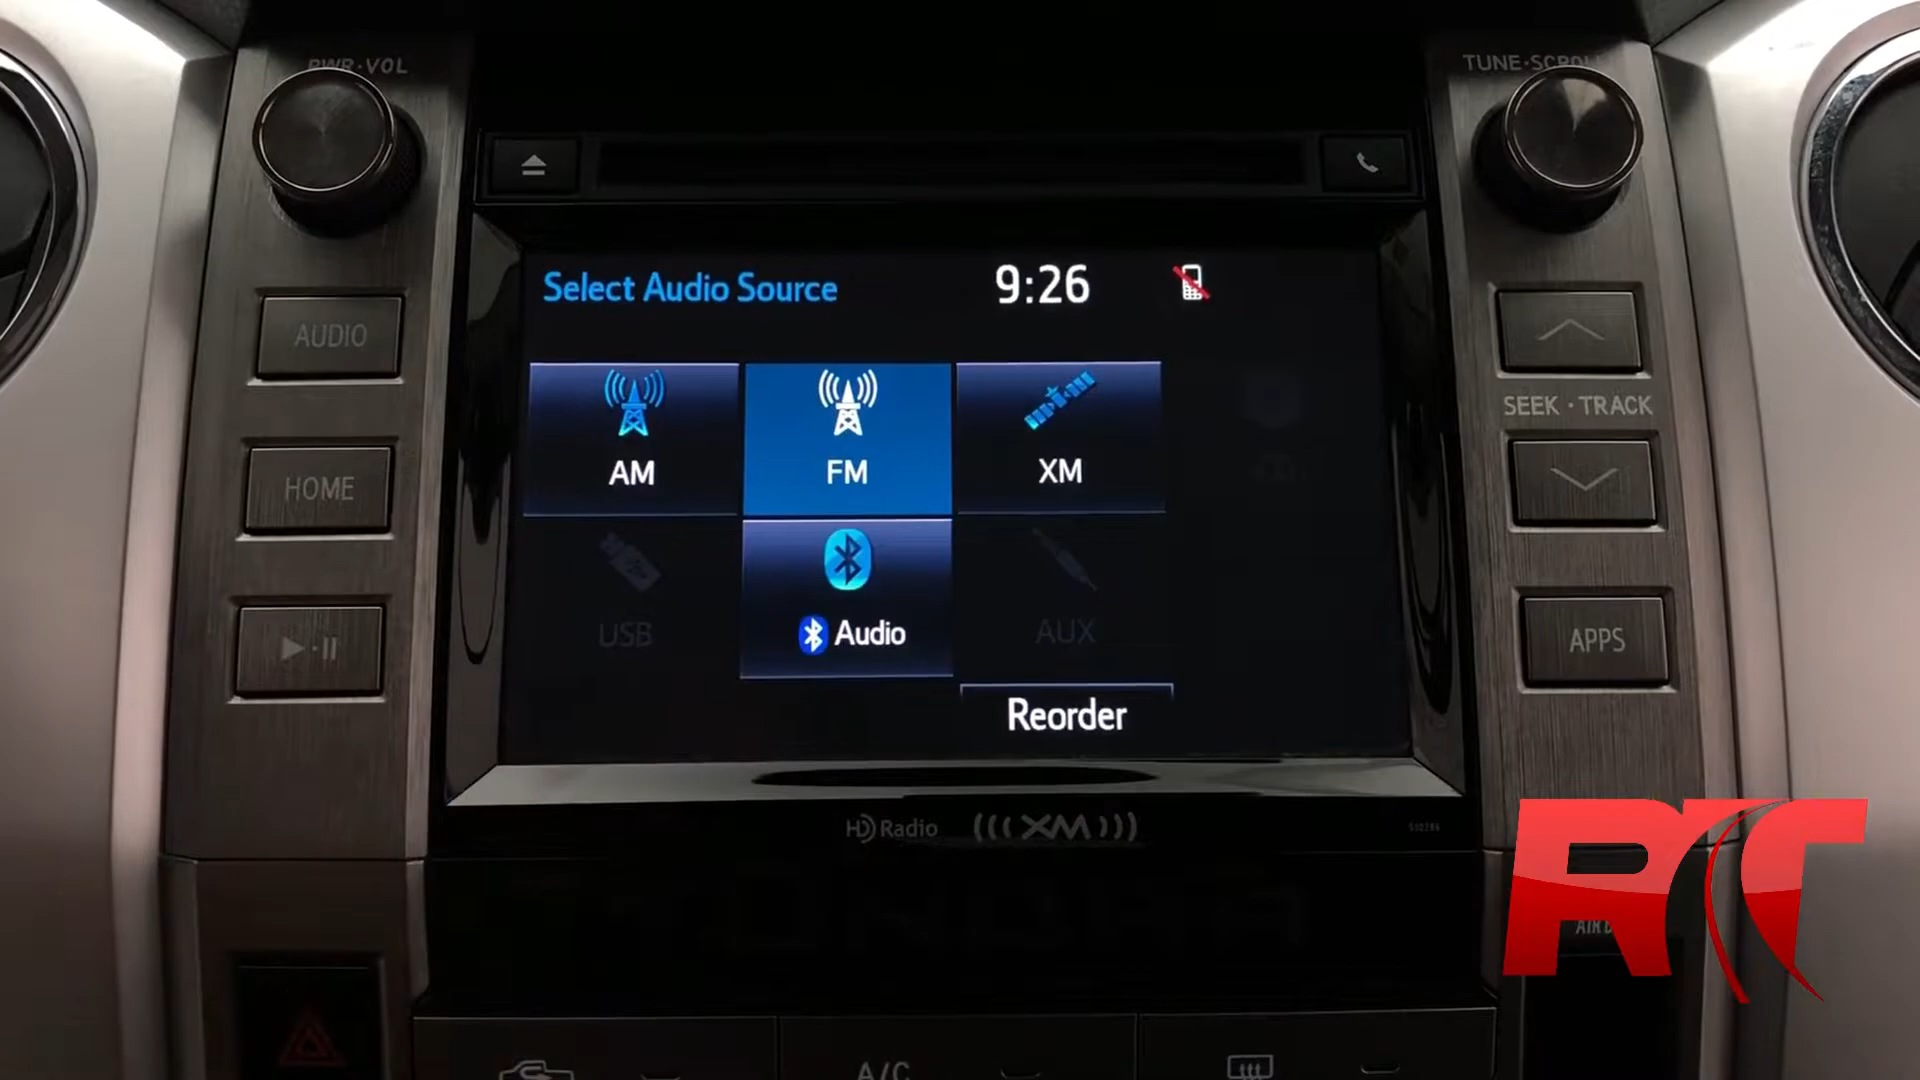 PWR·VOL
TUNE·SCROLL
AUDIO
HOME
Select Audio Source
9:26
AM
FM
XM
USB
Audio
AUX
Reorder
SEEK · TRACK
APPS
HD Radio
(((XM)))
RT
A/C